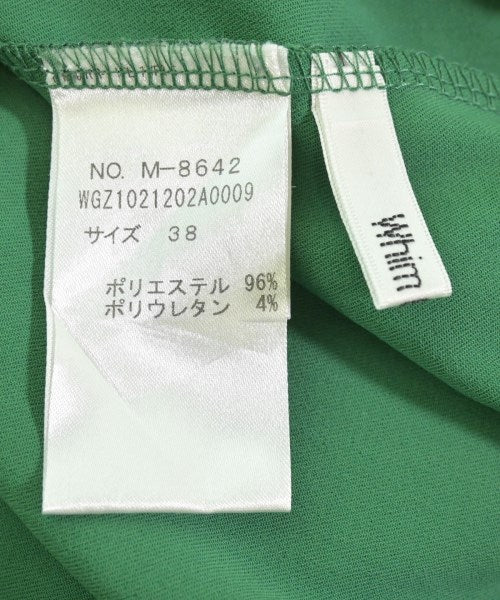 NO. M-8642
WGZ1021202A0009
サイズ 38
ポリエステル 96%
ポリウレタン 4%
Whim